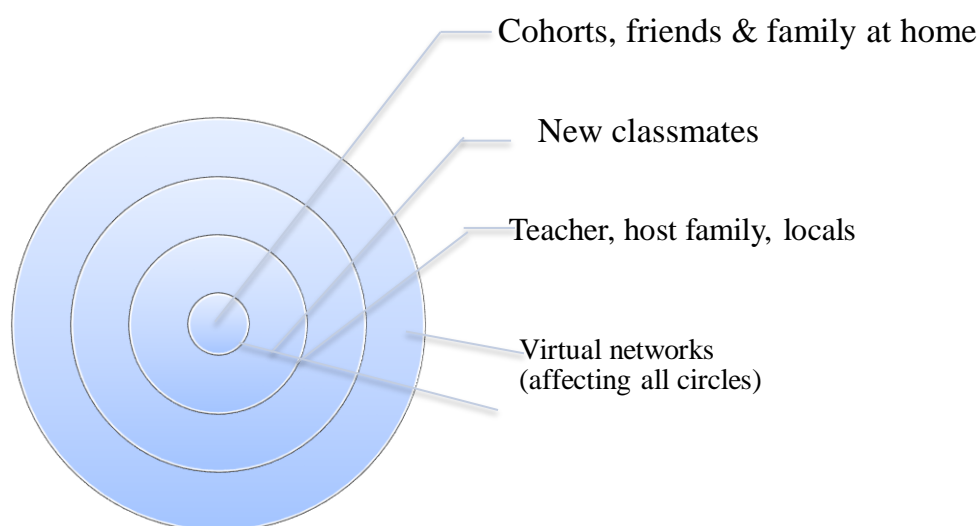 Cohorts, friends & family at home
New classmates
Teacher, host family, locals
Virtual networks
(affecting all circles)